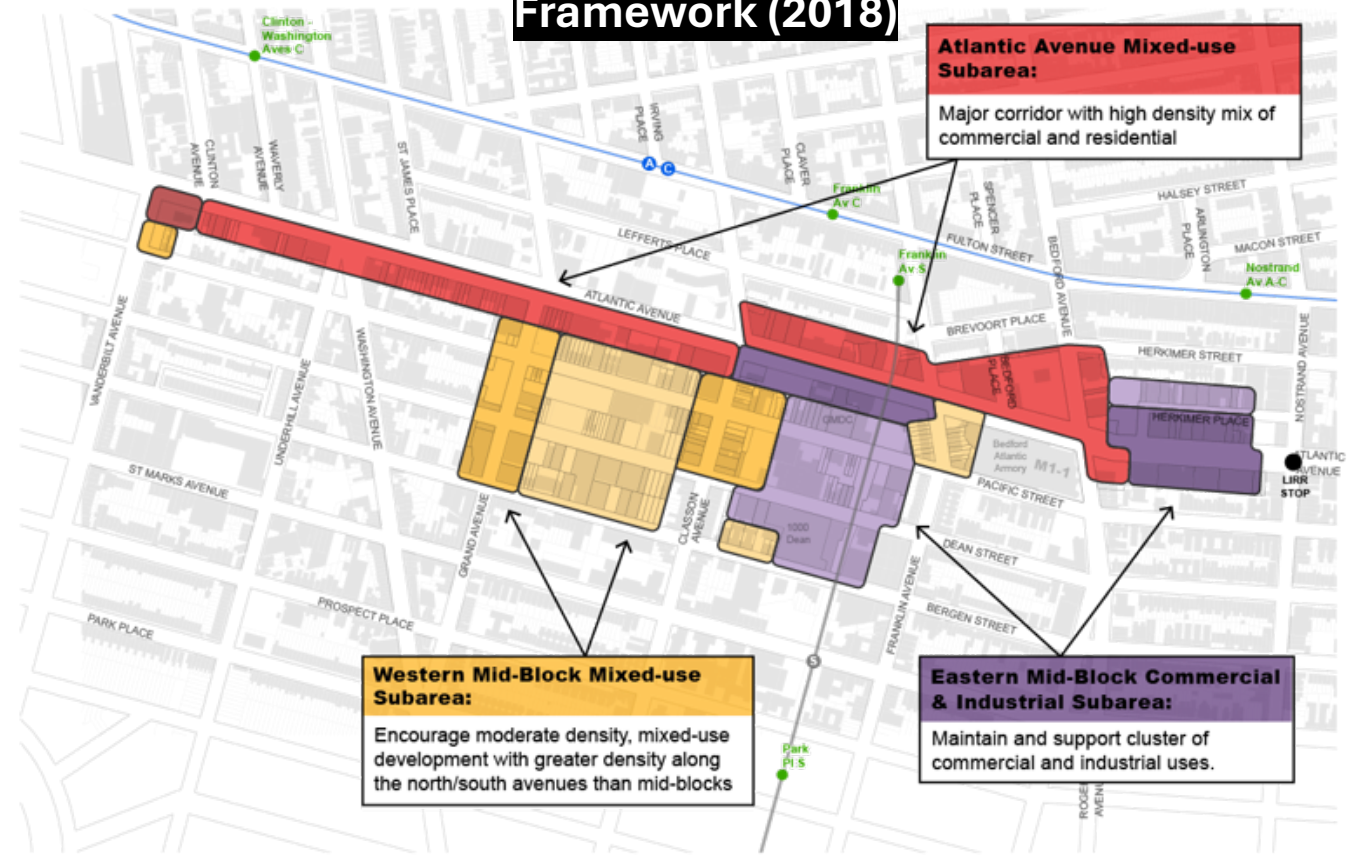 Framework (2018)
Clinton -
Washington
Aves C
Atlantic Avenue Mixed-use
Subarea:
Major corridor with high density mix of
commercial and residential
IRVING
PLACE
CLINTON
AVENUE
WAVERLY
AVENUE
ST JAMES PLACE
CLAVER
PLACE
A C
Franklin
Av C
SPENCER
PLACE
HALSEY STREET
ARLINGTON
PLACE
MACON STREET
LEFFERTS PLACE
FULTON STREET
BEDFORD AVENUE
Franklin
Av S
Nostrand
Av A-C
ATLANTIC AVENUE
BREVOORT PLACE
HERKIMER STREET
NOSTRAND AVENUE
VANDERBILT AVENUE
WASHINGTON AVENUE
UNDERHILL AVENUE
BEDFORD
PLACE
HERKIMER PLACE
GMDC
Bedford
Atlantic
Armory
M1-1
ATLANTIC
AVENUE
LIRR
STOP
ST MARKS AVENUE
PACIFIC STREET
GRAND AVENUE
CLASSON
AVENUE
1000
Dean
DEAN STREET
FRANKLIN AVENUE
BERGEN STREET
PROSPECT PLACE
PARK PLACE
S
Western Mid-Block Mixed-use
Subarea:
Encourage moderate density, mixed-use
development with greater density along
the north/south avenues than mid-blocks
Eastern Mid-Block Commercial
& Industrial Subarea:
Maintain and support cluster of
commercial and industrial uses.
Park
Pl S